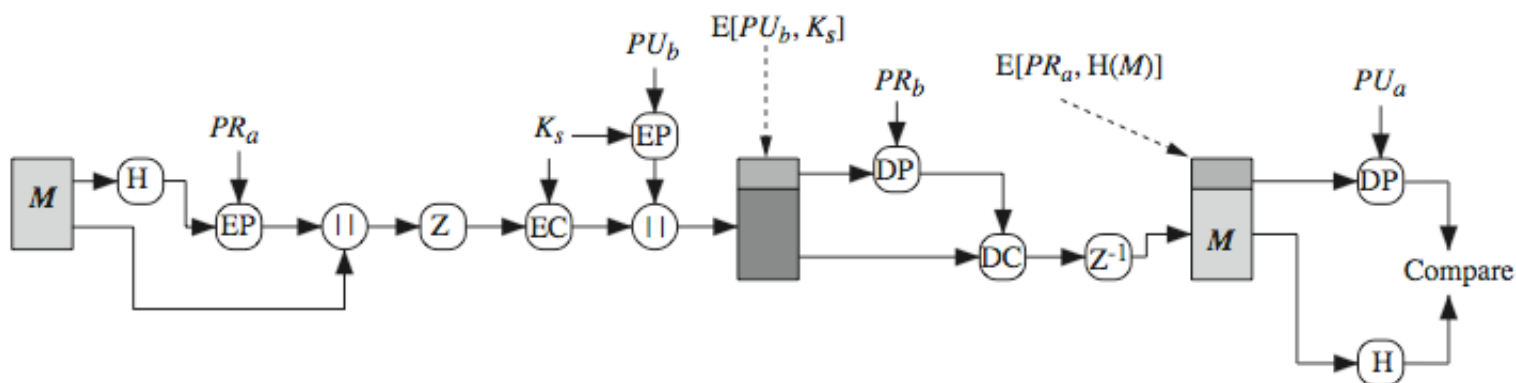 E[PU_b, K_s]
PU_b
E[PR_a, H(M)]
PR_b
PU_a
PR_a
K_s
EP
M
H
DP
DP
EP
||
Z
EC
||
DC
Z⁻¹
M
Compare
H